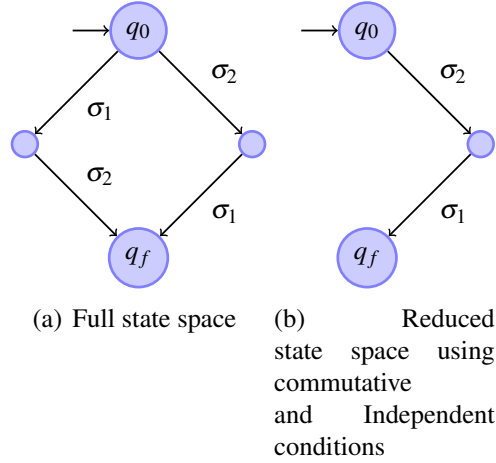 q0 q0
σ2 σ2
σ1
σ2
σ1 σ1
qf qf
(a) Full state space
(b) Reduced
state space using
commutative
and Independent
conditions